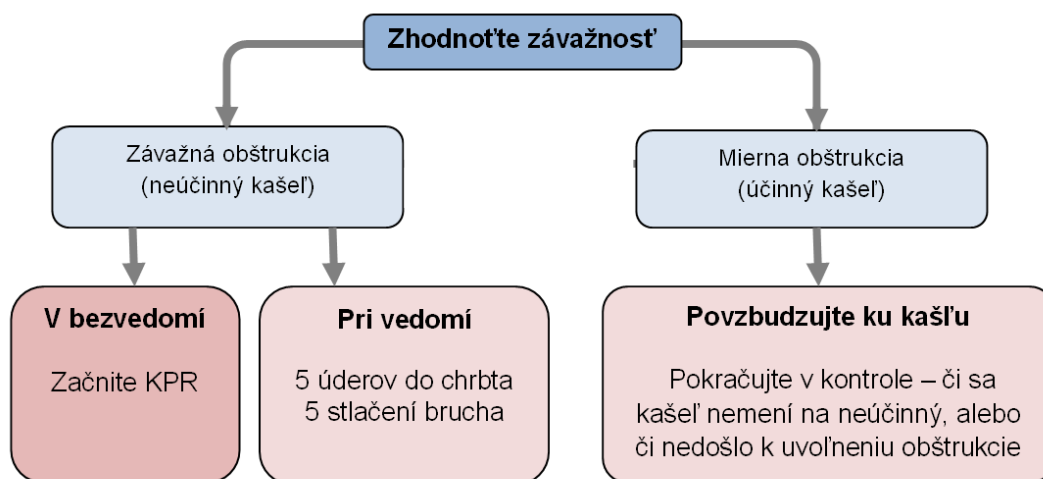 Zhodnoťte závažnosť
Závažná obštrukcia
(neúčinný kašeľ)
Mierna obštrukcia
(účinný kašeľ)
V bezvedomí
Začnite KPR
Pri vedomí
5 úderov do chrbta
5 stlačení brucha
Povzbudzujte ku kašľu
Pokračujte v kontrole – či sa
kašeľ nemení na neúčinný, alebo
či nedošlo k uvoľneniu obštrukcie